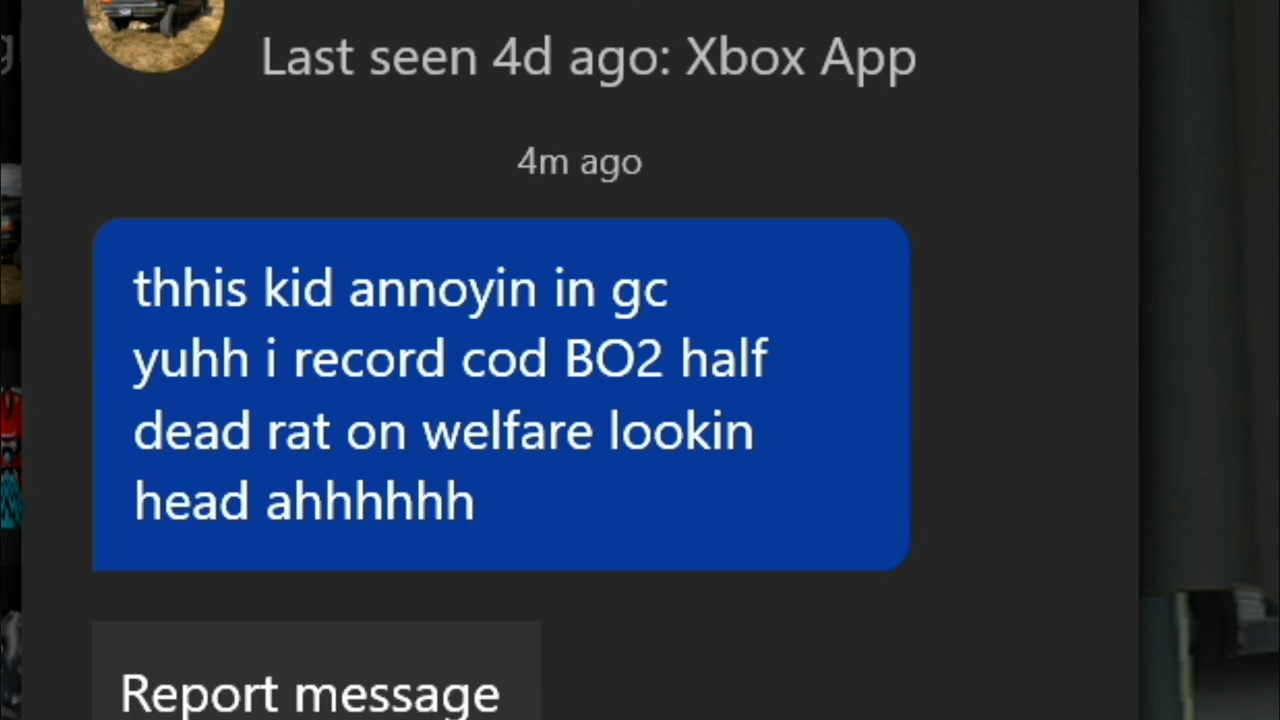 Last seen 4d ago: Xbox App
4m ago
thhis kid annoyin in gc
yuhh i record cod BO2 half
dead rat on welfare lookin
head ahhhhhh
Report message